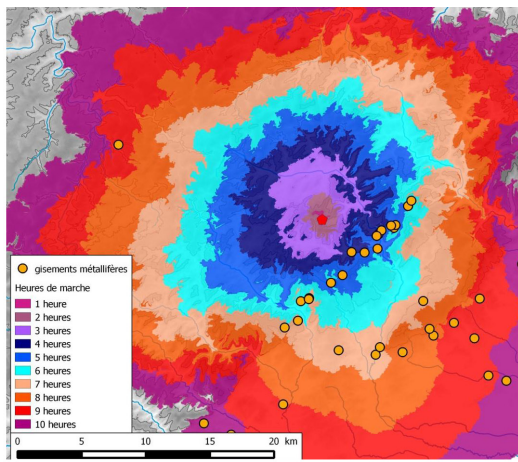 gisements métallifères
Heures de marche
1 heure
2 heures
3 heures
4 heures
5 heures
6 heures
7 heures
8 heures
9 heures
10 heures
0 5 10 15 20 km